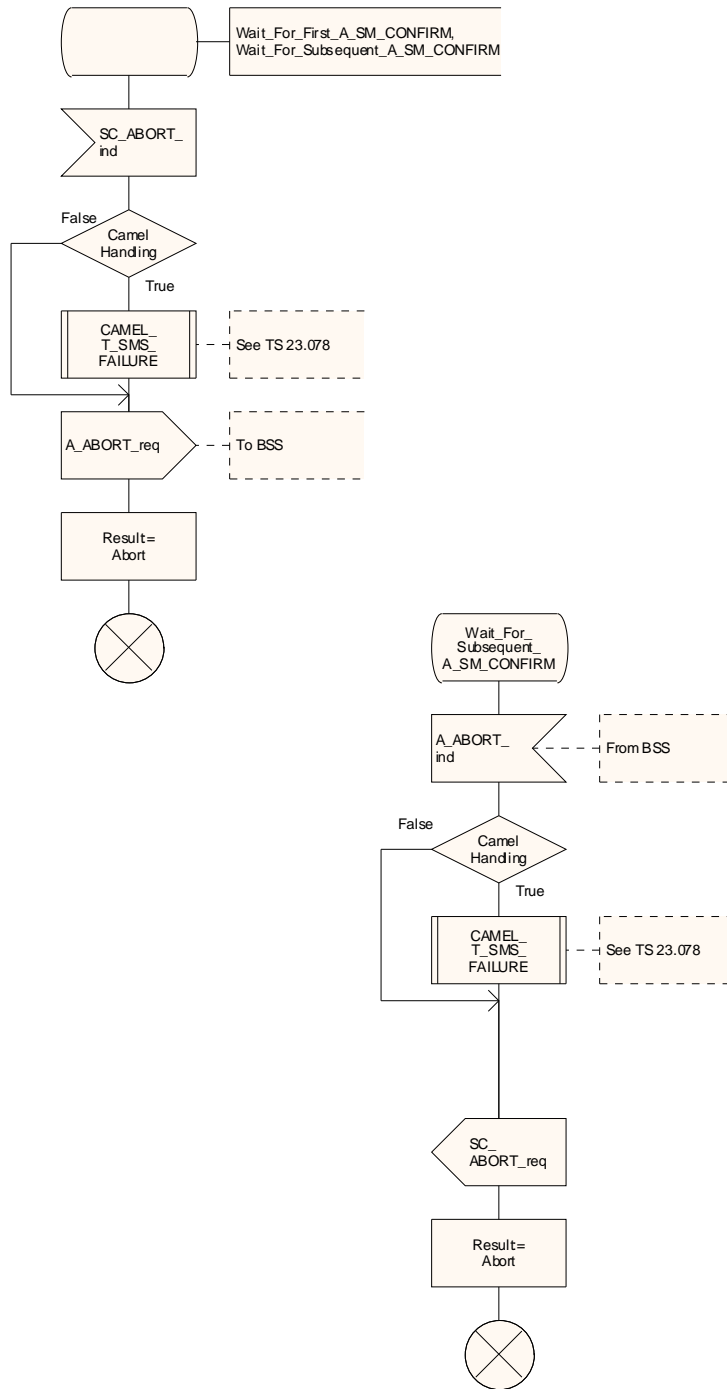 Wait_For_First_A_SM_CONFIRM,
Wait_For_Subsequent_A_SM_CONFIRM
SC_ABORT_
ind
False
Camel
Handling
True
CAMEL_
T_SMS_
FAILURE
See TS 23.078
A_ABORT_req
To BSS
Result=
Abort
Wait_For_
Subsequent_
A_SM_CONFIRM
A_ABORT_
ind
From BSS
False
Camel
Handling
True
CAMEL_
T_SMS_
FAILURE
See TS 23.078
SC_
ABORT_req
Result=
Abort